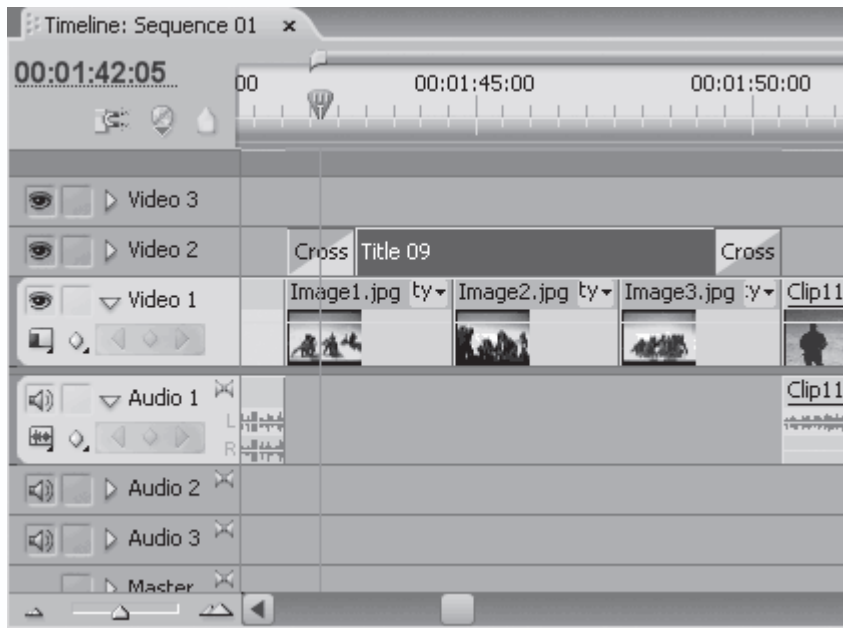 Timeline: Sequence 01 ×
00:01:42:05
00 00:01:45:00 00:01:50:00
Video 3
Video 2 Cross Title 09 Cross
Video 1 Image1.jpg ty Image2.jpg ty Image3.jpg :y Clip11
Audio 1 L R Clip11
Audio 2
Audio 3
Master